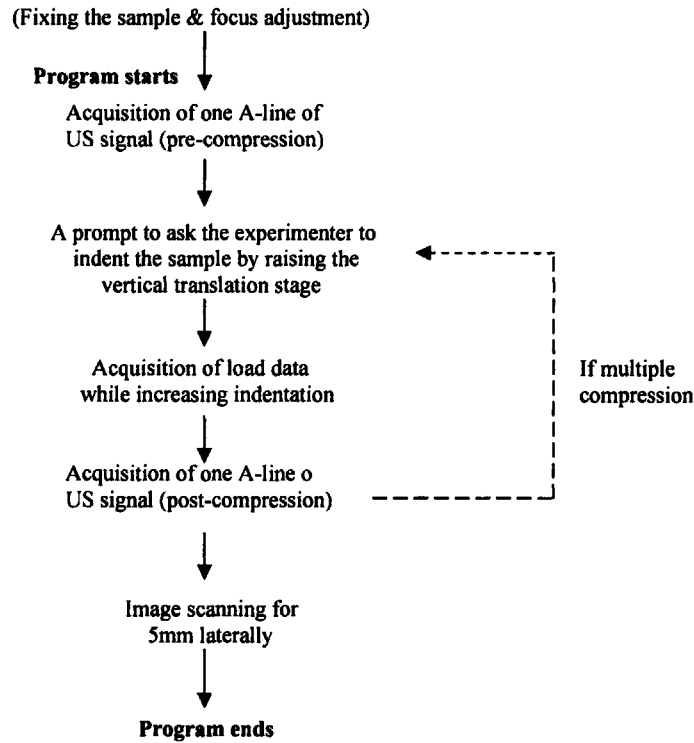 (Fixing the sample & focus adjustment)
Program starts
Acquisition of one A-line of
US signal (pre-compression)
A prompt to ask the experimenter to
indent the sample by raising the
vertical translation stage
Acquisition of load data
while increasing indentation
If multiple
compression
Acquisition of one A-line o
US signal (post-compression)
Image scanning for
5mm laterally
Program ends